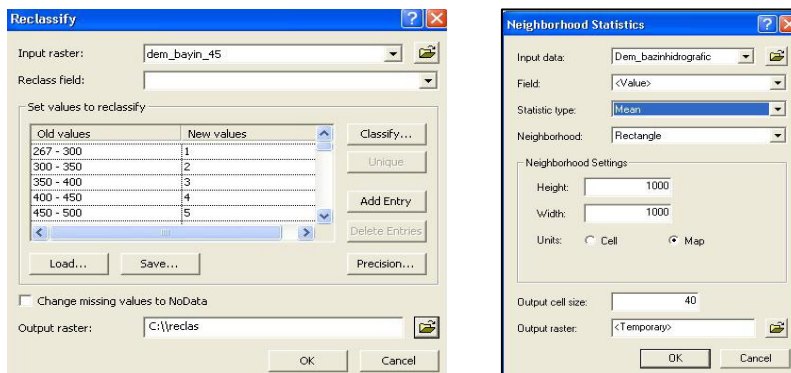 Reclassify
Input raster: dem_bayin_45
Reclass field:
Set values to reclassify
Old values New values
267 - 300 1
300 - 350 2
350 - 400 3
400 - 450 4
450 - 500 5
Classify...
Unique
Add Entry
Delete Entries
Load... Save... Precision...
Change missing values to NoData
Output raster: C:\\reclas
OK Cancel
Neighborhood Statistics
Input data: Dem_bazinhidrografic
Field: <Value>
Statistic type: Mean
Neighborhood: Rectangle
Neighborhood Settings
Height: 1000
Width: 1000
Units: Cell Map
Output cell size: 40
Output raster: <Temporary>
OK Cancel